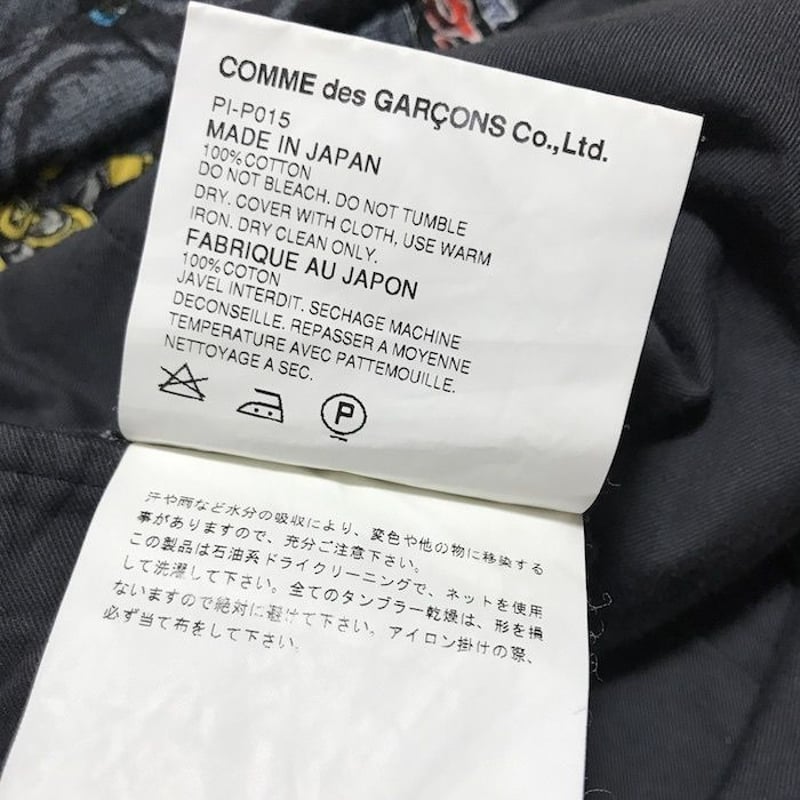 COMME des GARÇONS Co.,Ltd.
PI-P015
MADE IN JAPAN
100%COTTON
DO NOT BLEACH. DO NOT TUMBLE
DRY. COVER WITH CLOTH, USE WARM
IRON. DRY CLEAN ONLY.
FABRIQUE AU JAPON
100%COTON
JAVEL INTERDIT. SECHAGE MACHINE
DECONSEILLE. REPASSER A MOYENNE
TEMPERATURE AVEC PATTEMOUILLE.
NETTOYAGE A SEC.
P
汗や雨など水分の吸収により、変色や他の物に移染する
事がありますので、充分ご注意下さい。
この製品は石油系ドライクリーニングで、ネットを使用
して洗濯して下さい。全てのタンブラー乾燥は、形を損
ないますので絶対に避けて下さい。アイロン掛けの際、
必ず当て布をして下さい。